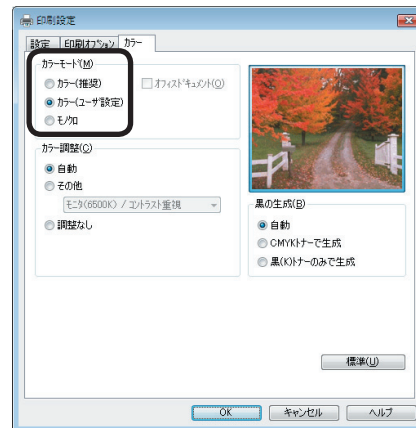 印刷設定
設定 印刷オプション カラー
カラーモード(M)
カラー(推奨) オフィスドキュメント(O)
カラー(ユーザ設定)
モノクロ
カラー調整(C)
自動
その他
モニタ(6500K) / コントラスト重視
調整なし
黒の生成(B)
自動
CMYKトナーで生成
黒(K)トナーのみで生成
標準(U)
OK キャンセル ヘルプ